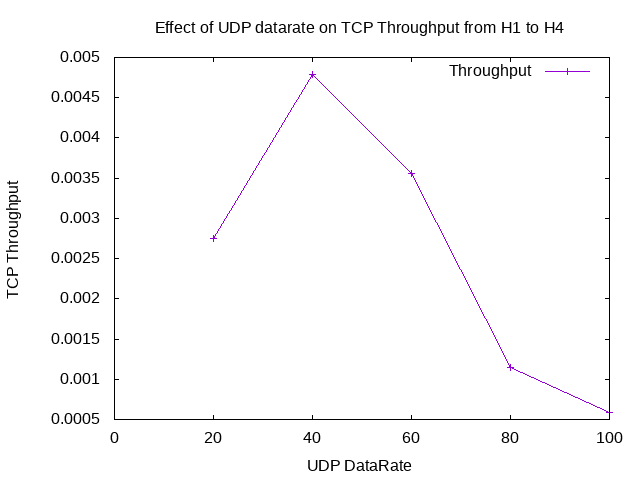 Effect of UDP datarate on TCP Throughput from H1 to H4
0.005
Throughput
0.0045
0.004
0.0035
0.003
TCP Throughput
0.0025
0.002
0.0015
0.001
0.0005
0 20 40 60 80 100
UDP DataRate